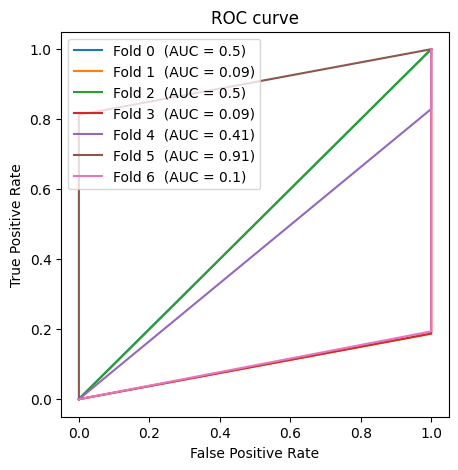 ROC curve
Fold 0 (AUC = 0.5)
Fold 1 (AUC = 0.09)
Fold 2 (AUC = 0.5)
Fold 3 (AUC = 0.09)
Fold 4 (AUC = 0.41)
Fold 5 (AUC = 0.91)
Fold 6 (AUC = 0.1)
True Positive Rate
1.0
0.8
0.6
0.4
0.2
0.0
0.0 0.2 0.4 0.6 0.8 1.0
False Positive Rate